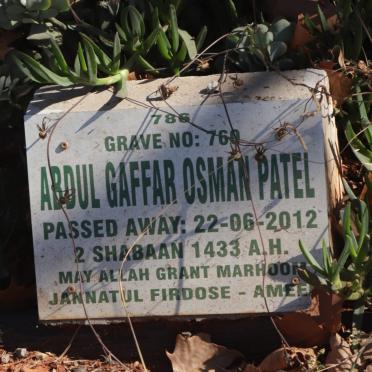 786
GRAVE NO: 760
ABDUL GAFFAR OSMAN PATEL
PASSED AWAY: 22-06-2012
2 SHABAAN 1433 A.H.
MAY ALLAH GRANT MARHOOM
JANNATUL FIRDOSE AMEEN